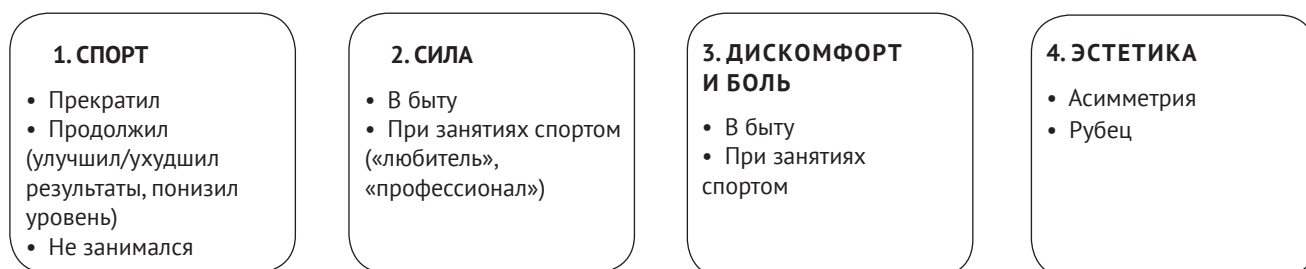 1. СПОРТ
• Прекратил
• Продолжил
(улучшил/ухудшил
результаты, понизил
уровень)
• Не занимался
2. СИЛА
• В быту
• При занятиях спортом
(«любитель»,
«профессионал»)
3. ДИСКОМФОРТ
И БОЛЬ
• В быту
• При занятиях
спортом
4. ЭСТЕТИКА
• Асимметрия
• Рубец